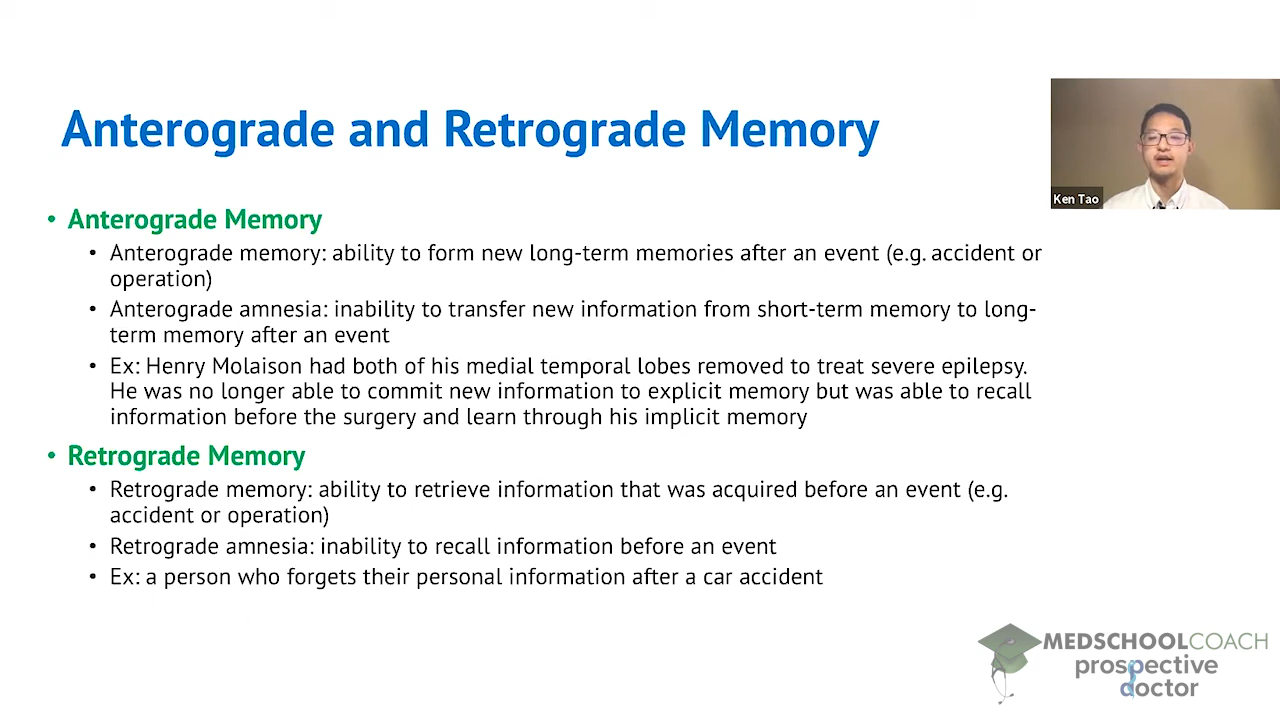 Anterograde and Retrograde Memory
Ken Tao
• Anterograde Memory
• Anterograde memory: ability to form new long-term memories after an event (e.g. accident or
operation)
• Anterograde amnesia: inability to transfer new information from short-term memory to long-
term memory after an event
• Ex: Henry Molaison had both of his medial temporal lobes removed to treat severe epilepsy.
He was no longer able to commit new information to explicit memory but was able to recall
information before the surgery and learn through his implicit memory
• Retrograde Memory
• Retrograde memory: ability to retrieve information that was acquired before an event (e.g.
accident or operation)
• Retrograde amnesia: inability to recall information before an event
• Ex: a person who forgets their personal information after a car accident
MEDSCHOOLCOACH
prospective
doctor